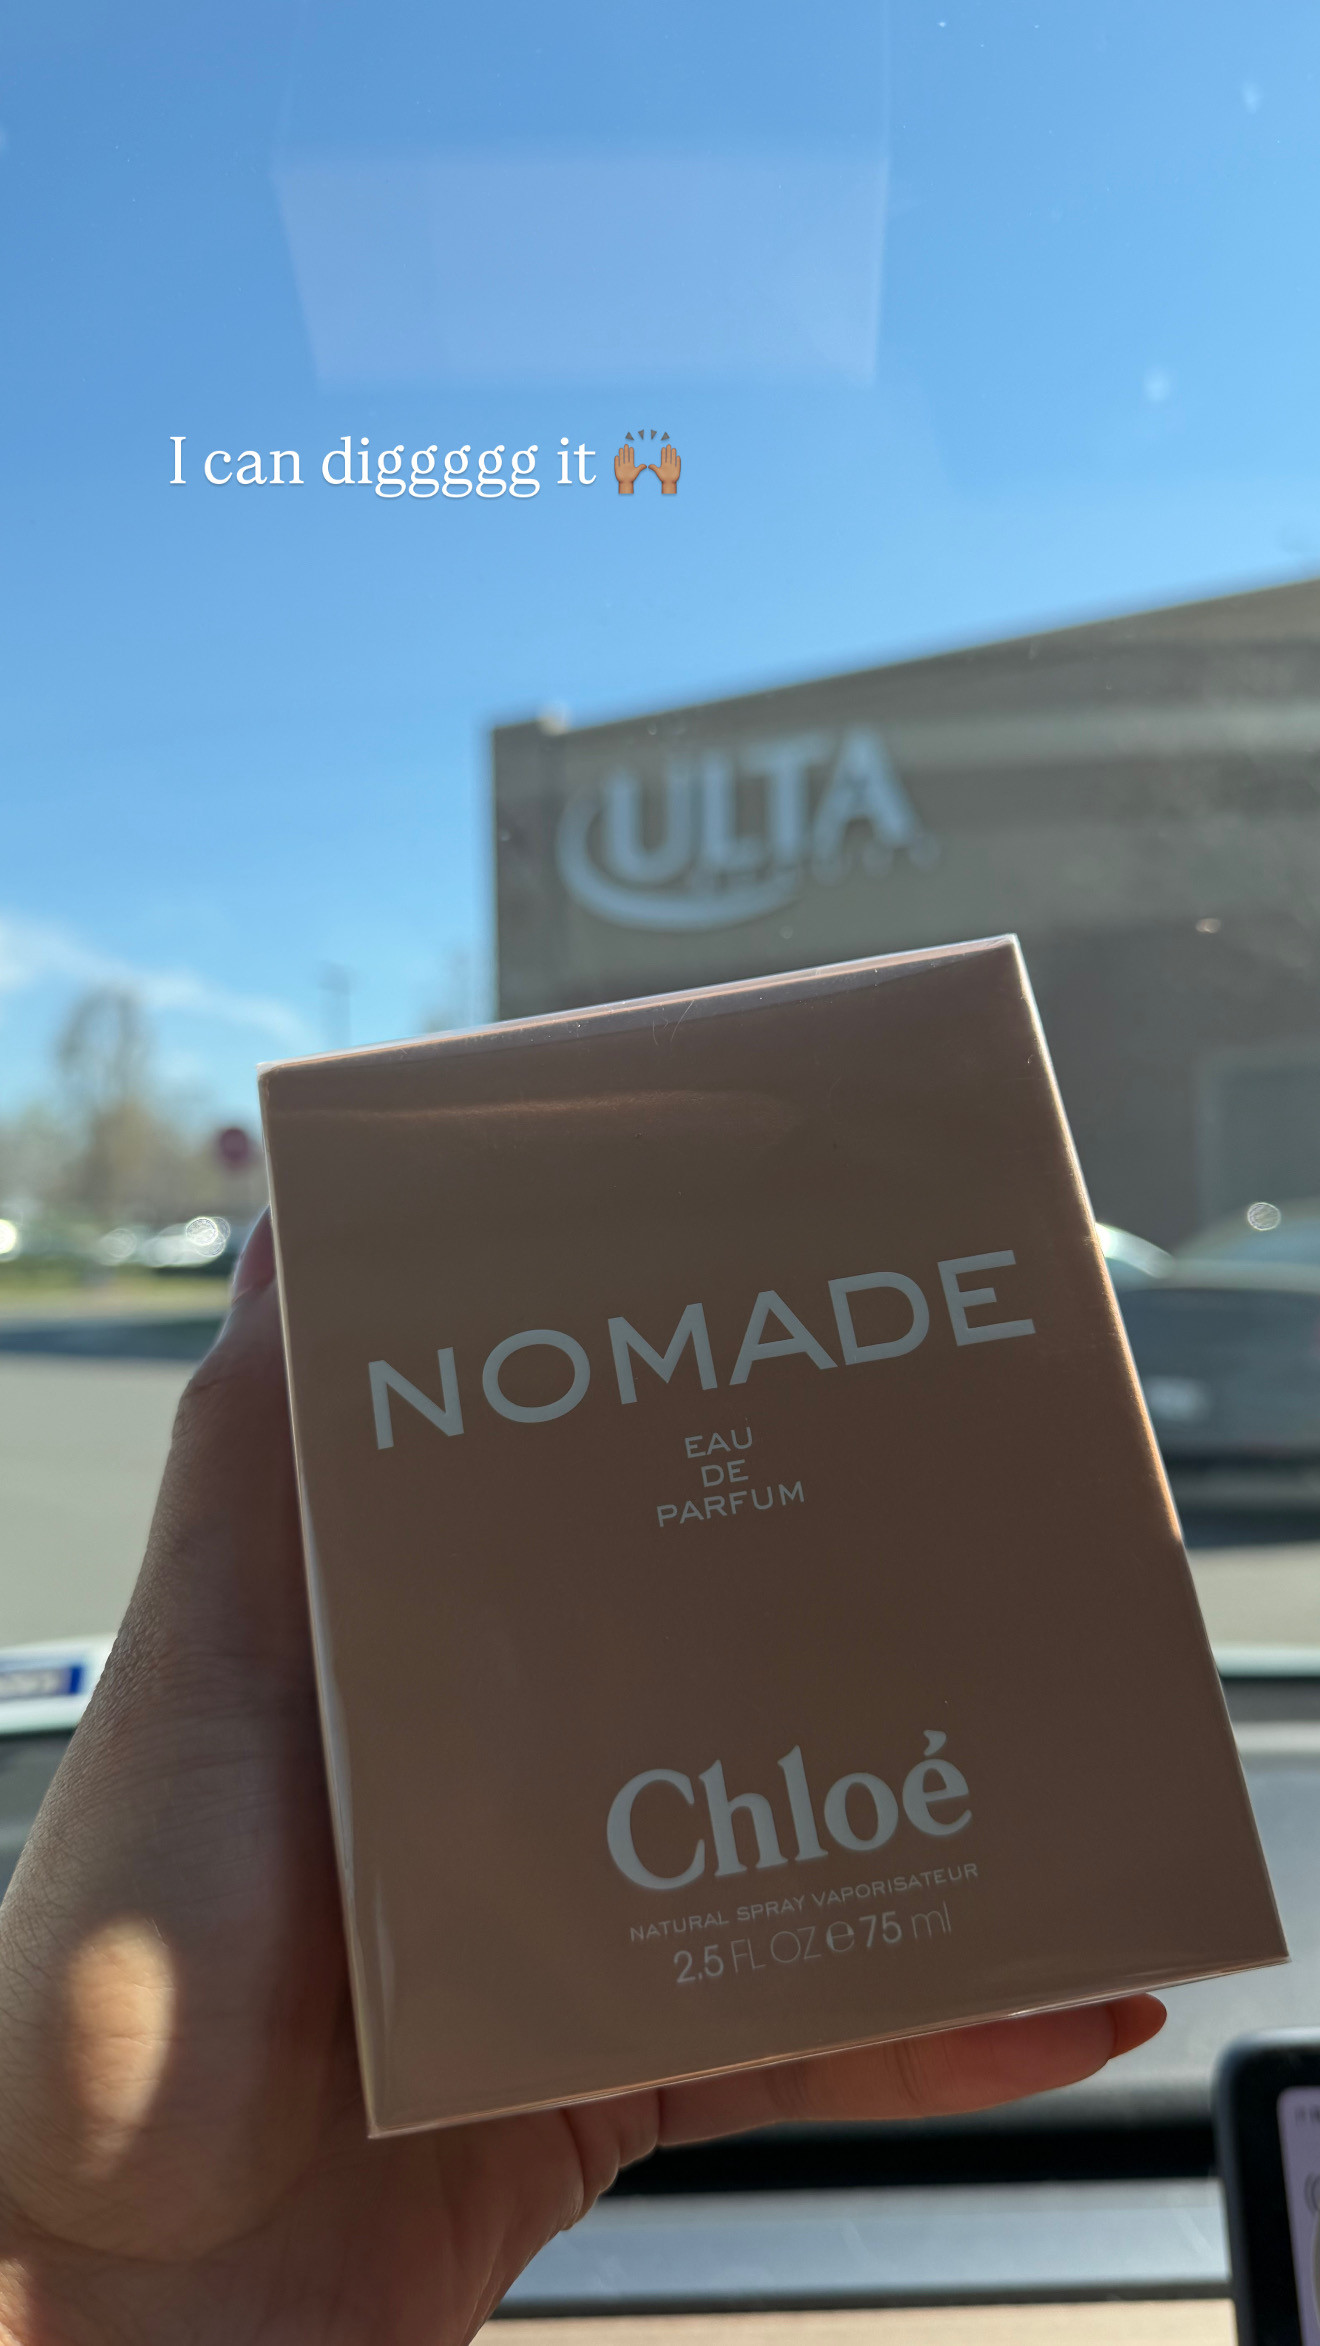 I can diggggg it 🙌🏽
ULTA
NOMADE
EAU
DE
PARFUM
Chloé
NATURAL SPRAY VAPORISATEUR
2,5 FL OZ ℮ 75 ml